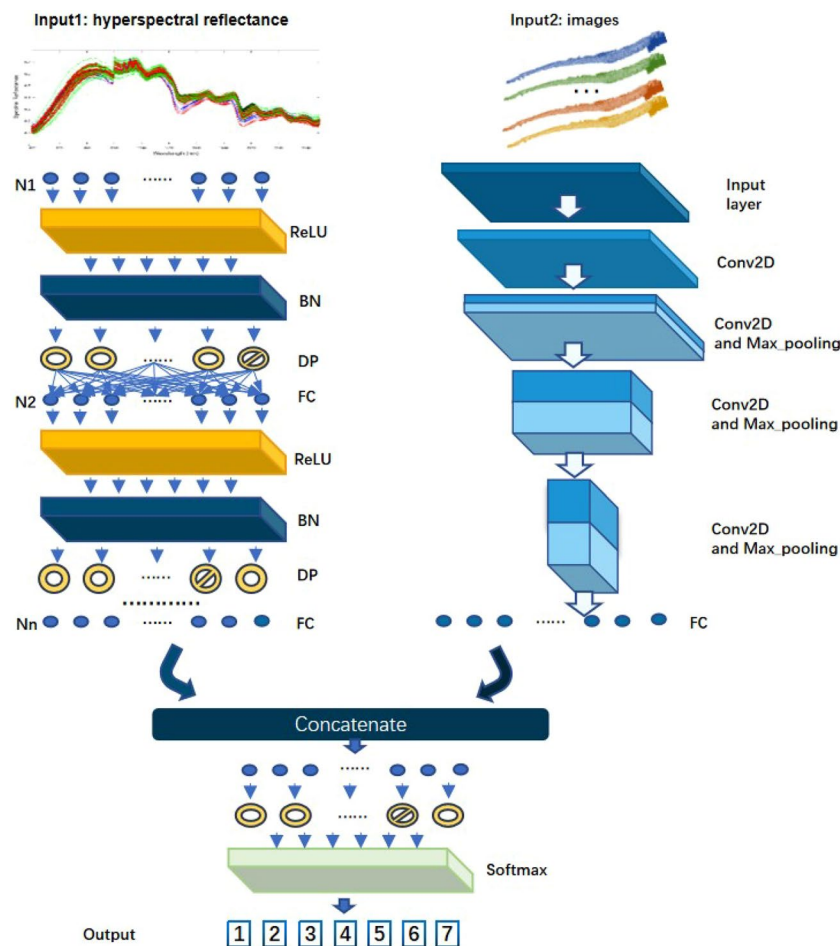 Input1: hyperspectral reflectance
Input2: images
N1
ReLU
BN
DP
FC
N2
ReLU
BN
DP
Nn
FC
Input
layer
Conv2D
Conv2D
and Max_pooling
Conv2D
and Max_pooling
Conv2D
and Max_pooling
FC
Concatenate
Softmax
Output 1 2 3 4 5 6 7